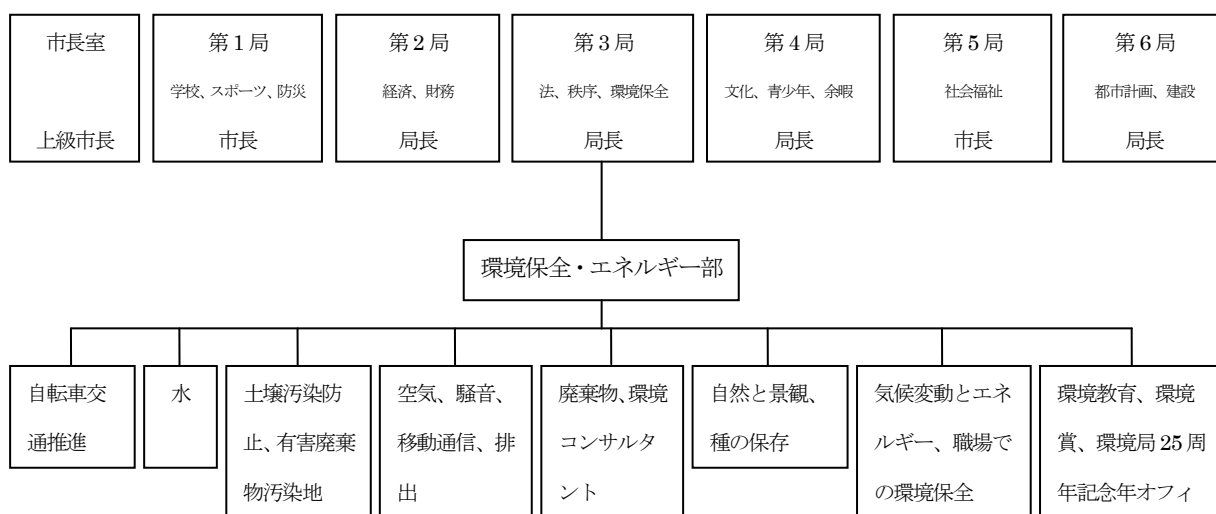 市長室
上級市長
第1局
学校、スポーツ、防災
市長
第2局
経済、財務
局長
第3局
法、秩序、環境保全
局長
第4局
文化、青少年、余暇
局長
第5局
社会福祉
市長
第6局
都市計画、建設
局長
環境保全・エネルギー部
自転車交
通推進
水
土壌汚染防
止、有害廃棄
物汚染地
空気、騒音、
移動通信、排
出
廃棄物、環境
コンサルタ
ント
自然と景観、
種の保存
気候変動とエネ
ルギー、職場で
の環境保全
環境教育、環境
賞、環境局25周
年記念年オフィ